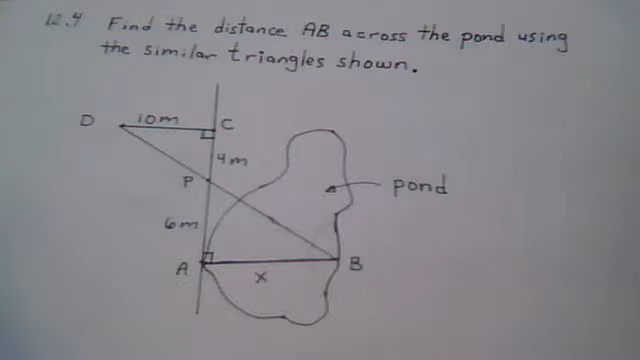 12.4 Find the distance AB across the pond using
the similar triangles shown.
D 10m C
4m
P pond
6m
A B
x